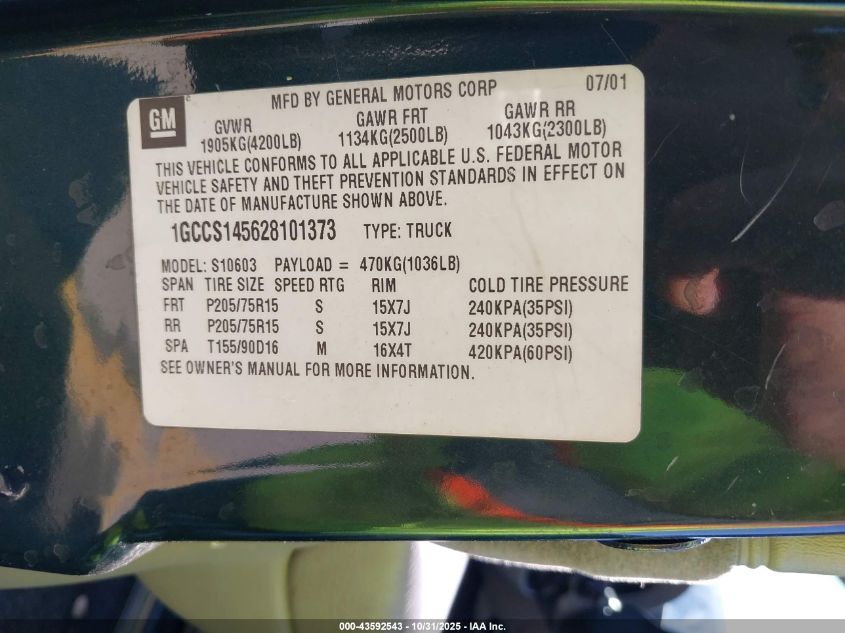 MFD BY GENERAL MOTORS CORP 07/01
GM
GVWR GAWR FRT GAWR RR
1905KG(4200LB) 1134KG(2500LB) 1043KG(2300LB)
THIS VEHICLE CONFORMS TO ALL APPLICABLE U.S. FEDERAL MOTOR
VEHICLE SAFETY AND THEFT PREVENTION STANDARDS IN EFFECT ON
THE DATE OF MANUFACTURE SHOWN ABOVE.
1GCCS145628101373 TYPE: TRUCK
MODEL: S10603 PAYLOAD = 470KG(1036LB)
SPAN TIRE SIZE SPEED RTG RIM COLD TIRE PRESSURE
FRT P205/75R15 S 15X7J 240KPA(35PSI)
RR P205/75R15 S 15X7J 240KPA(35PSI)
SPA T155/90D16 M 16X4T 420KPA(60PSI)
SEE OWNER'S MANUAL FOR MORE INFORMATION.
000-43592543 • 10/31/2025 • IAA Inc.